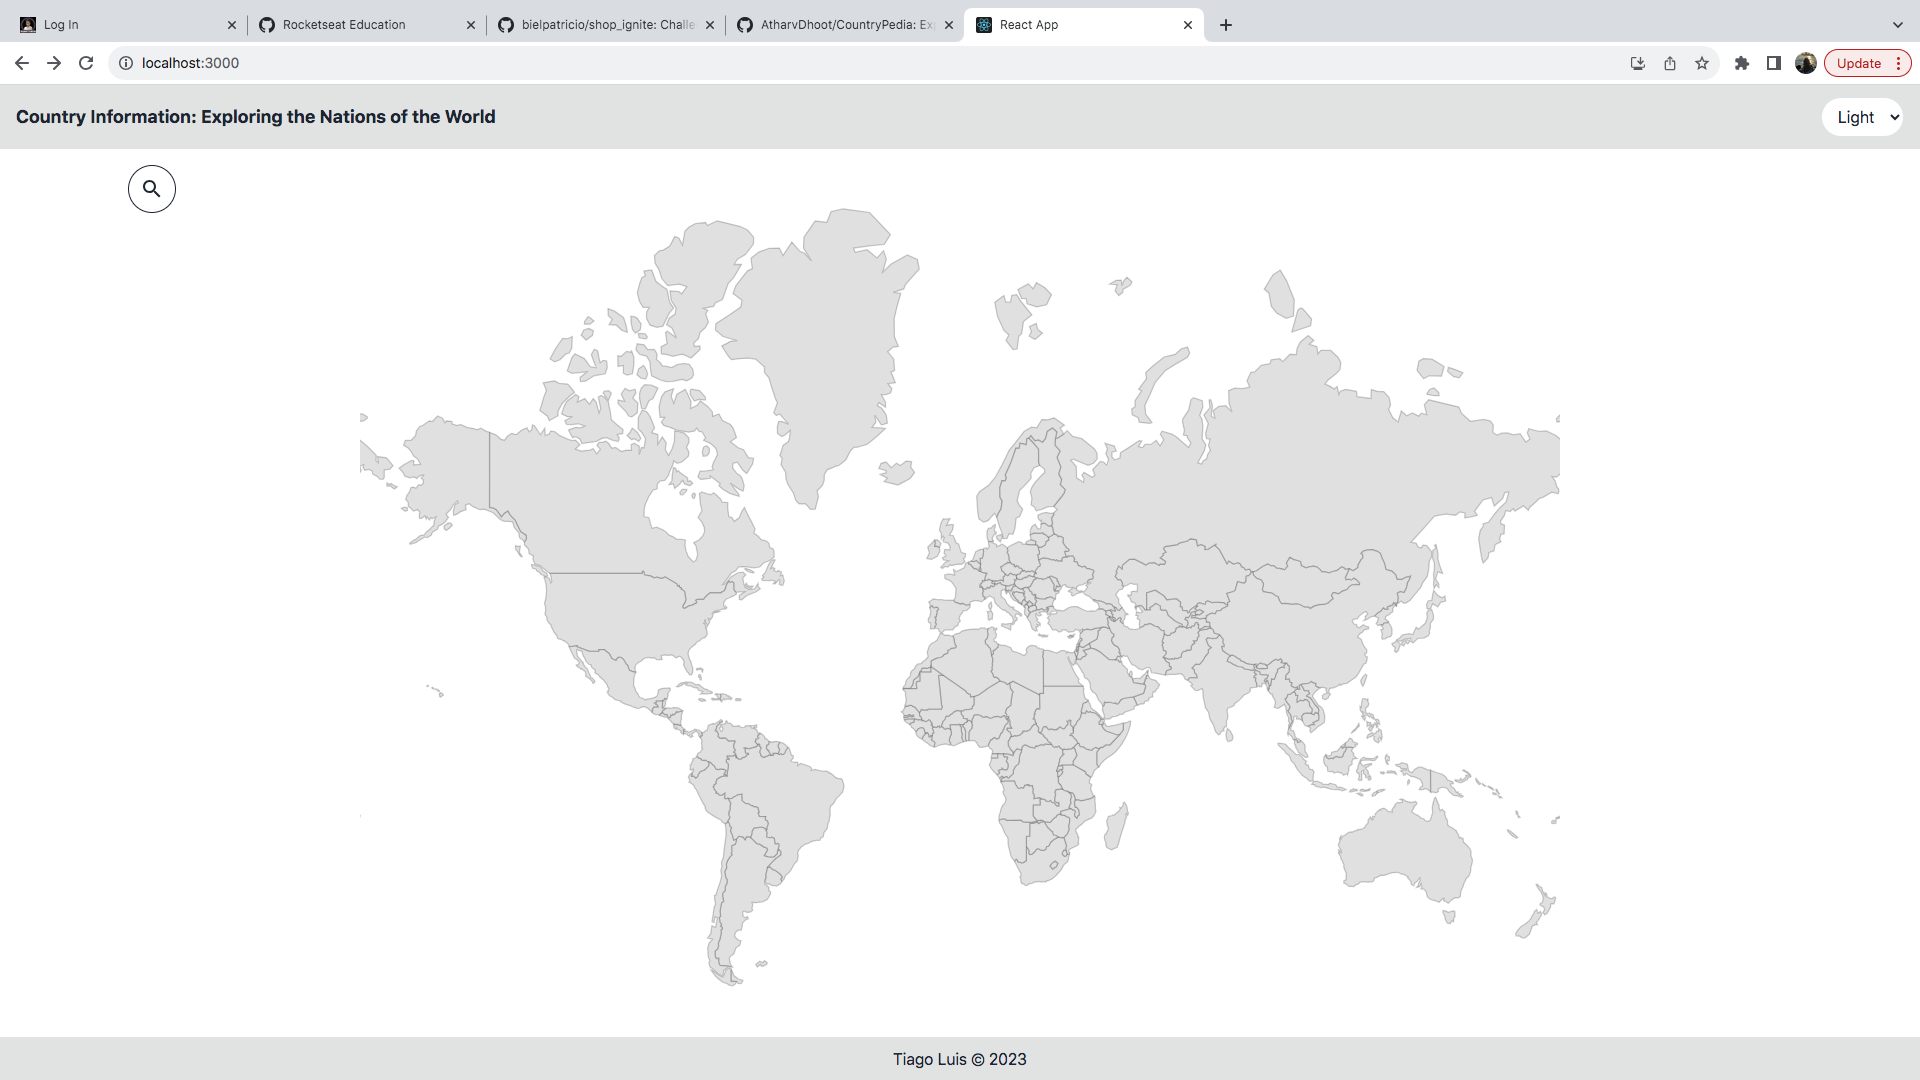 Log In
Rocketseat Education
bielpatricio/shop_ignite: Challe
AtharvDhoot/CountryPedia: Ex
React App
localhost:3000
Update
Country Information: Exploring the Nations of the World
Light
Tiago Luis © 2023